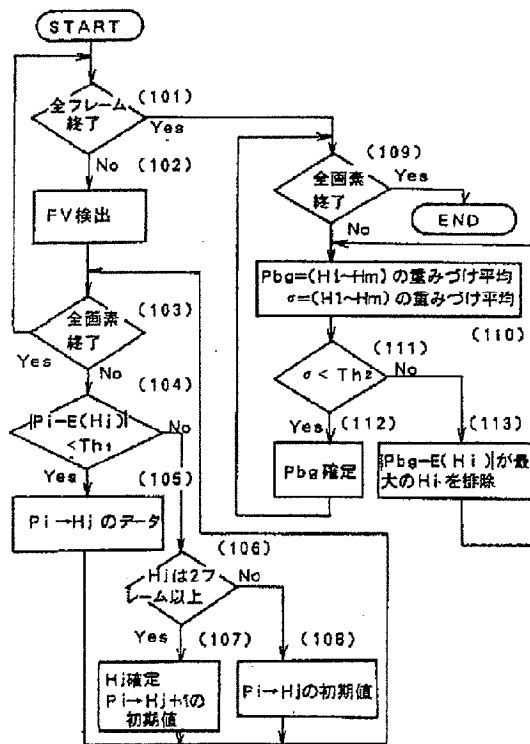 START
(101)
全フレーム
終了
Yes
No
(102)
FV検出
(103)
全画素
終了
Yes
No
(104)
|Pi-E(Hj)|
<Th1
No
Yes
(105)
Pi→Hjのデータ
(106)
Hjは2フ
レーム以上
No
Yes
(107)
(108)
Hj確定
Pi→Hj+1の
初期値
Pi→Hjの初期値
(109)
全画素
終了
Yes
No
END
Pbg=(H1~Hm)の重みづけ平均
σ=(H1~Hm)の重みづけ平均
(110)
(111)
σ<Th2
No
Yes
(112)
(113)
Pbg確定
|Pbg-E(Hi)|が最
大のHiを排除